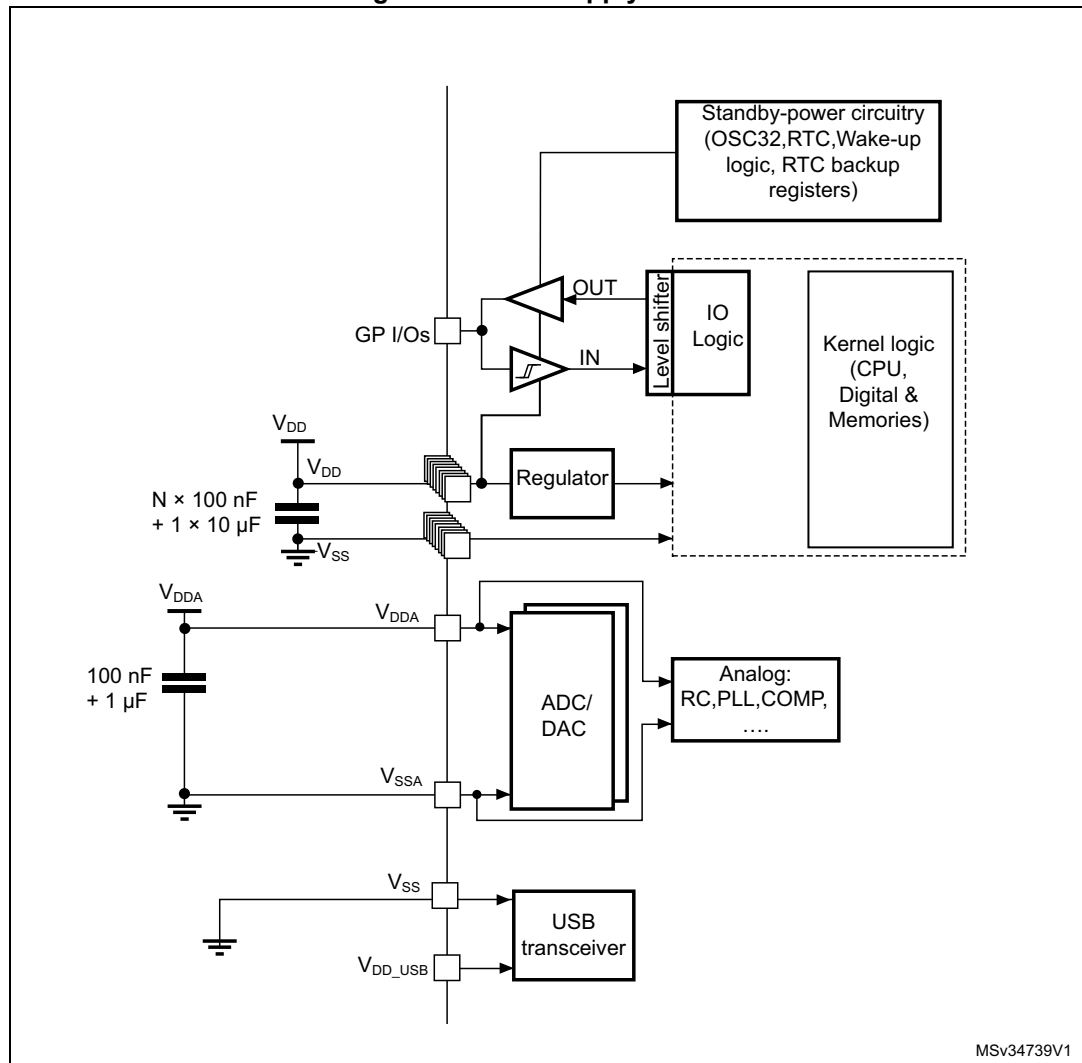 Standby-power circuitry
(OSC32,RTC,Wake-up
logic, RTC backup
registers)
OUT
Level shifter
IO
Logic
GP I/Os
IN
Kernel logic
(CPU,
Digital &
Memories)
VDD
VDD
Regulator
N × 100 nF
+ 1 × 10 µF
VSS
VDDA
VDDA
100 nF
+ 1 µF
ADC/
DAC
Analog:
RC,PLL,COMP,
....
VSSA
VSS
USB
transceiver
VDD_USB
MSv34739V1